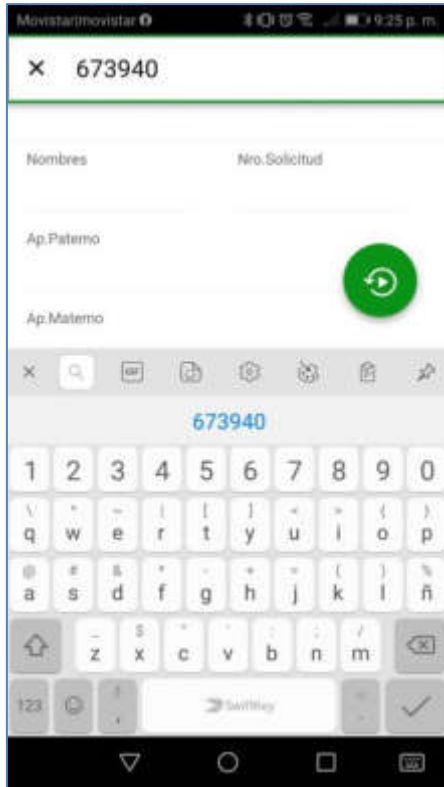 Movistar|movistar 9:25 p. m.
673940
Nombres Nro.Solicitud
Ap.Paterno
Ap.Materno
GIF
673940
1 2 3 4 5 6 7 8 9 0
q w e r t y u i o p
a s d f g h j k l ñ
z x c v b n m
123 SwiftKey